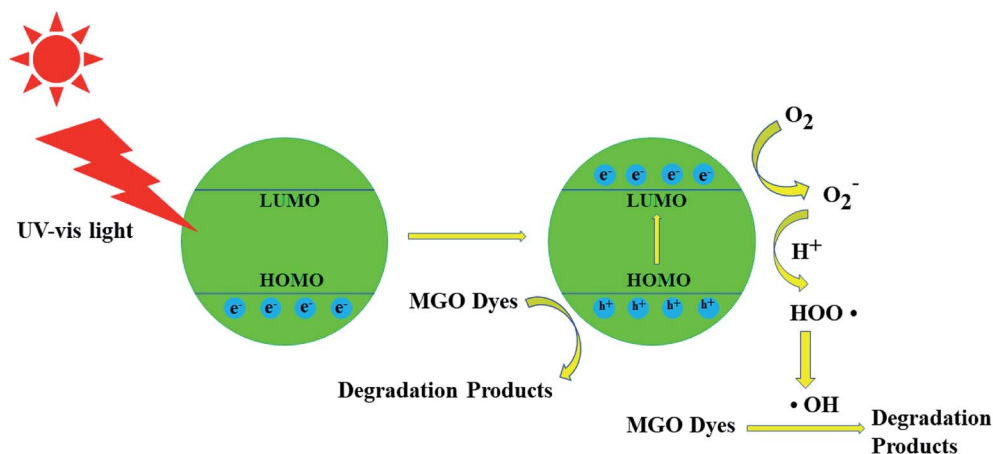 UV-vis light
LUMO
HOMO
e⁻ e⁻ e⁻ e⁻
MGO Dyes
Degradation Products
e⁻ e⁻ e⁻ e⁻
LUMO
HOMO
h⁺ h⁺ h⁺ h⁺
O₂
O₂⁻
H⁺
HOO •
• OH
MGO Dyes
Degradation
Products